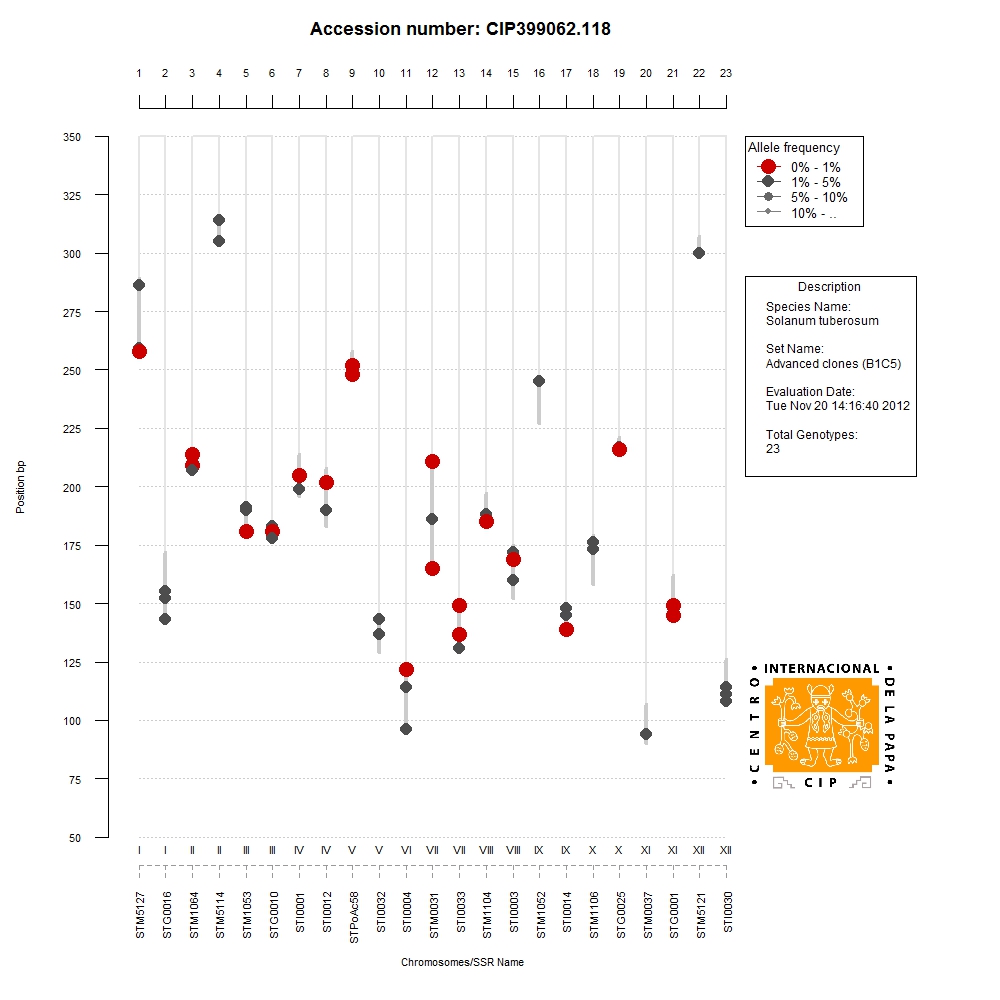 Accession number: CIP399062.118
1 2 3 4 5 6 7 8 9 10 11 12 13 14 15 16 17 18 19 20 21 22 23
350
325
300
275
250
225
200
175
150
125
100
75
50
Position bp
Allele frequency
0% - 1%
1% - 5%
5% - 10%
10% - ..
Description
Species Name:
Solanum tuberosum
Set Name:
Advanced clones (B1C5)
Evaluation Date:
Tue Nov 20 14:16:40 2012
Total Genotypes:
23
• INTERNACIONAL •
CENTRO •
DE LA PAPA •
CIP
I I II II III III IV IV V V VI VII VII VIII VIII IX IX X X XI XI XII XII
STM5127
STG0016
STM1064
STM5114
STM1053
STG0010
STI0001
STI0012
STPoAc58
STI0032
STI0004
STM0031
STI0033
STM1104
STI0003
STM1052
STI0014
STM1106
STG0025
STM0037
STG0001
STM5121
STI0030
Chromosomes/SSR Name